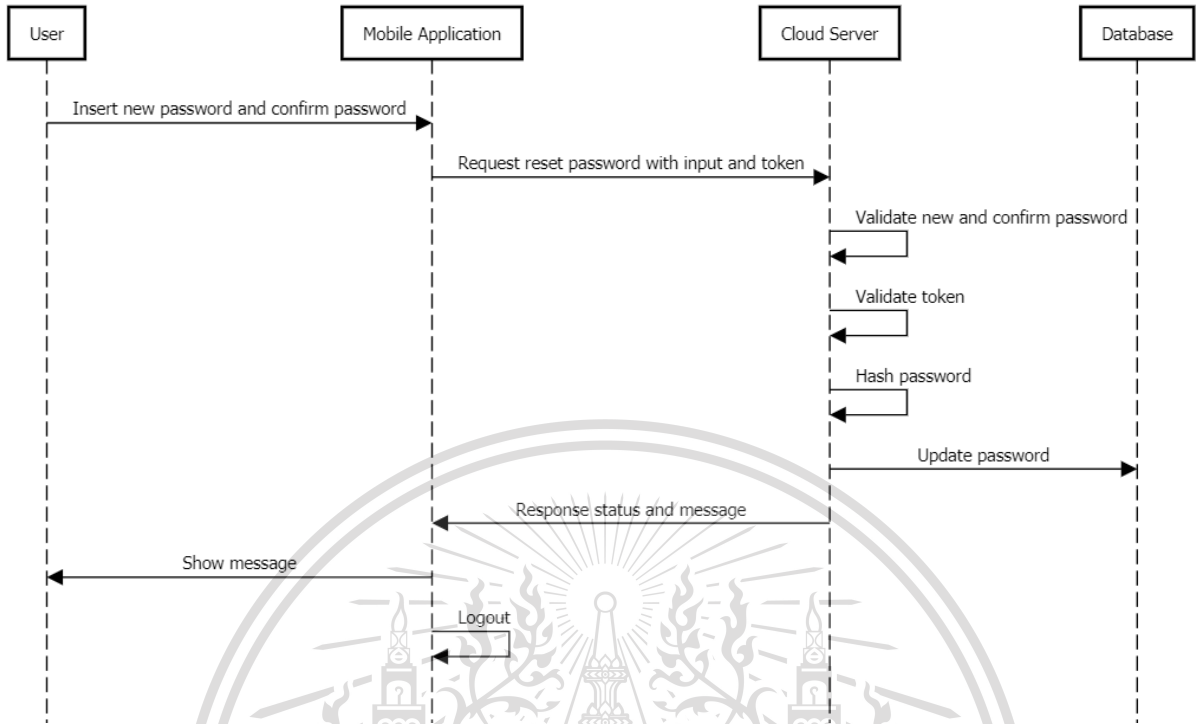 User
Mobile Application
Cloud Server
Database
Insert new password and confirm password
Request reset password with input and token
Validate new and confirm password
Validate token
Hash password
Update password
Response status and message
Show message
Logout